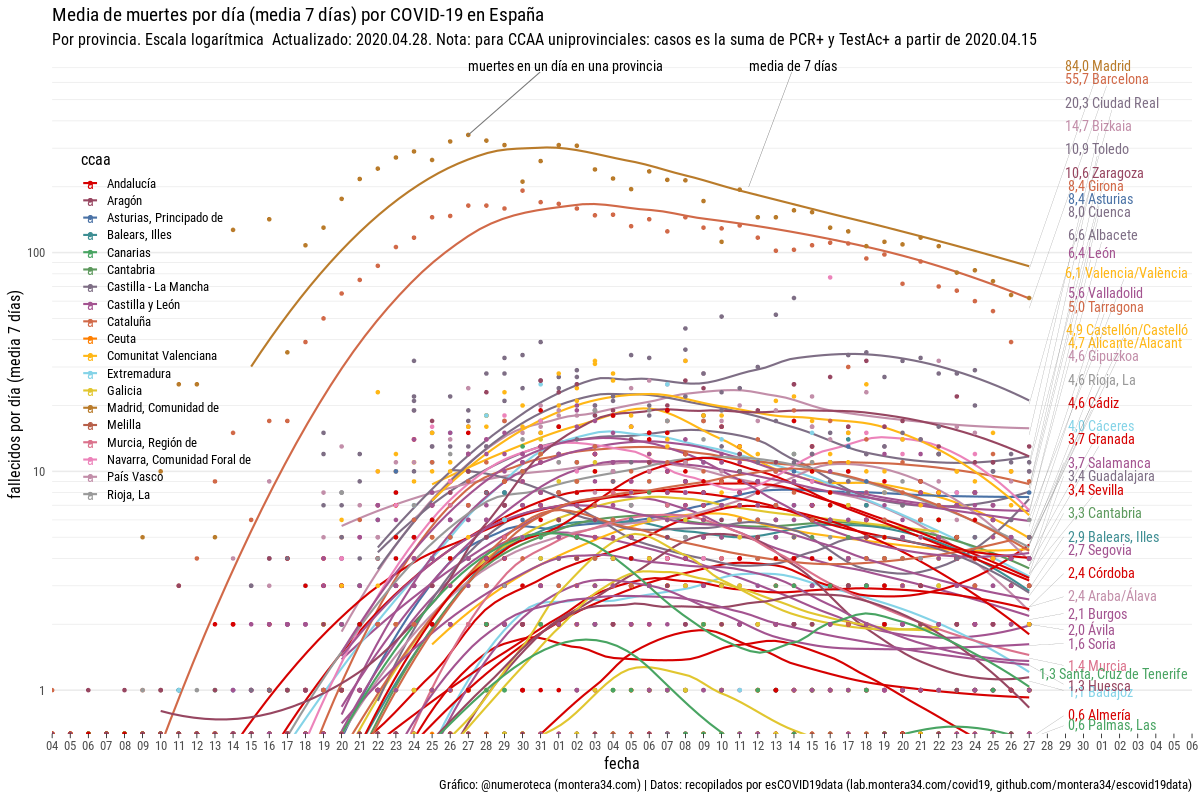 Media de muertes por día (media 7 días) por COVID-19 en España
Por provincia. Escala logarítmica  Actualizado: 2020.04.28. Nota: para CCAA uniprovinciales: casos es la suma de PCR+ y TestAc+ a partir de 2020.04.15
muertes en un día en una provincia
media de 7 días
ccaa
Andalucía
Aragón
Asturias, Principado de
Balears, Illes
Canarias
Cantabria
Castilla - La Mancha
Castilla y León
Cataluña
Ceuta
Comunitat Valenciana
Extremadura
Galicia
Madrid, Comunidad de
Melilla
Murcia, Región de
Navarra, Comunidad Foral de
País Vasco
Rioja, La
84,0 Madrid
55,7 Barcelona
20,3 Ciudad Real
14,7 Bizkaia
10,9 Toledo
10,6 Zaragoza
8,4 Girona
8,4 Asturias
8,0 Cuenca
6,6 Albacete
6,4 León
6,1 Valencia/València
5,6 Valladolid
5,0 Tarragona
4,9 Castellón/Castelló
4,7 Alicante/Alacant
4,6 Gipuzkoa
4,6 Rioja, La
4,6 Cádiz
4,0 Cáceres
3,7 Granada
3,7 Salamanca
3,4 Guadalajara
3,4 Sevilla
3,3 Cantabria
2,9 Balears, Illes
2,7 Segovia
2,4 Córdoba
2,4 Araba/Álava
2,1 Burgos
2,0 Ávila
1,6 Soria
1,4 Murcia
1,3 Santa, Cruz de Tenerife
1,3 Huesca
1,1 Badajoz
0,6 Almería
0,6 Palmas, Las
fallecidos por día (media 7 días)
100
10
1
04 05 06 07 08 09 10 11 12 13 14 15 16 17 18 19 20 21 22 23 24 25 26 27 28 29 30 31 01 02 03 04 05 06 07 08 09 10 11 12 13 14 15 16 17 18 19 20 21 22 23 24 25 26 27 28 29 30 01 02 03 04 05 06
fecha
Gráfico: @numeroteca (montera34.com) | Datos: recopilados por esCOVID19data (lab.montera34.com/covid19, github.com/montera34/escovid19data)